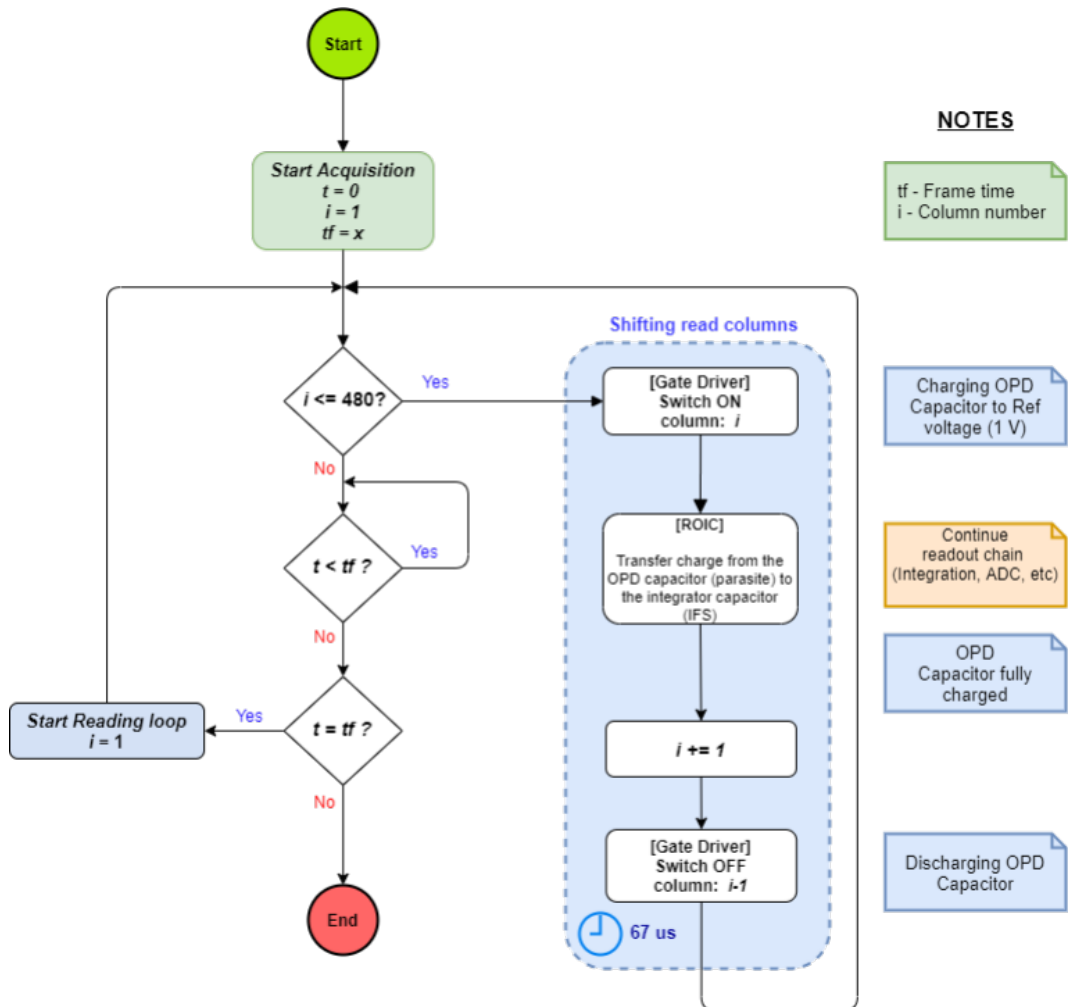 Start
Start Acquisition
t = 0
i = 1
tf = x
i <= 480?
Yes
No
t < tf ?
Yes
No
t = tf ?
Yes
No
Start Reading loop
i = 1
End
Shifting read columns
[Gate Driver]
Switch ON
column: i
[ROIC]
Transfer charge from the
OPD capacitor (parasite) to
the integrator capacitor
(IFS)
i += 1
[Gate Driver]
Switch OFF
column: i-1
67 us
NOTES
tf - Frame time
i - Column number
Charging OPD
Capacitor to Ref
voltage (1 V)
Continue
readout chain
(Integration, ADC, etc)
OPD
Capacitor fully
charged
Discharging OPD
Capacitor